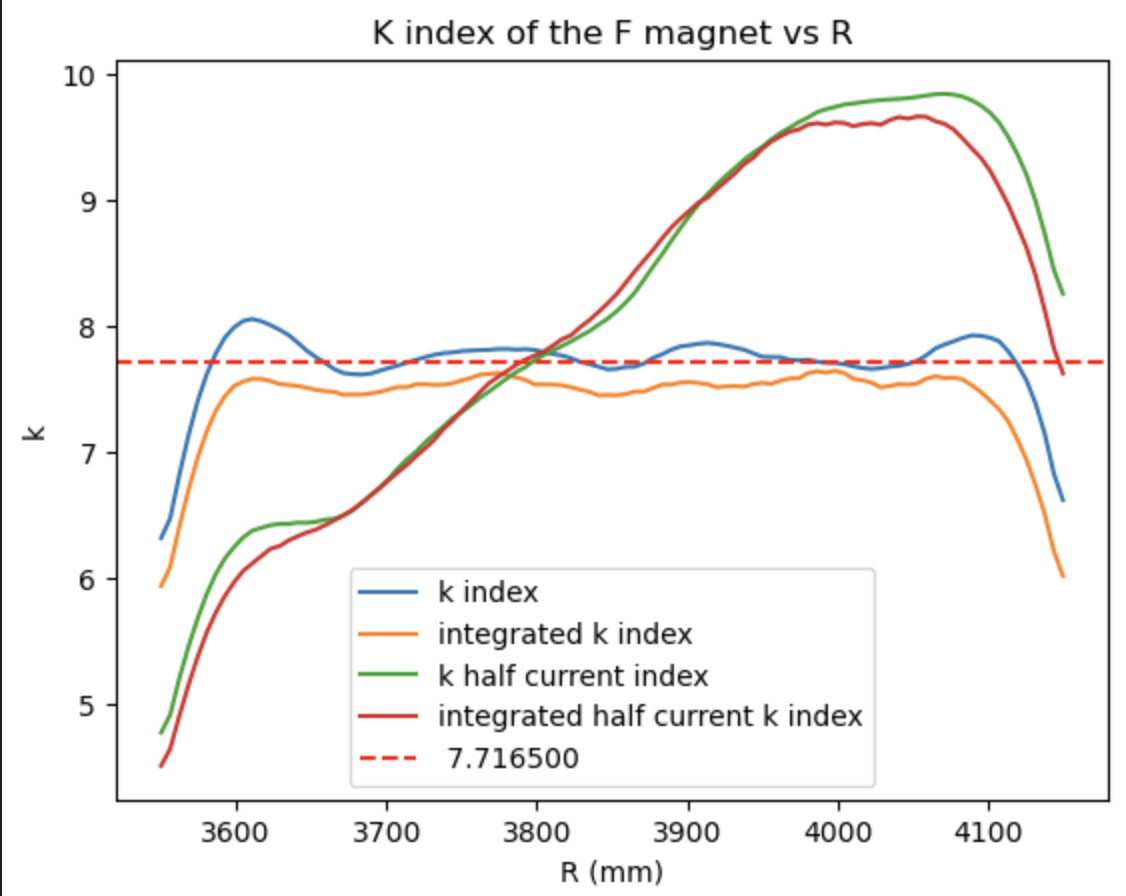 K index of the F magnet vs R
10
9
8
7
6
5
k
k index
integrated k index
k half current index
integrated half current k index
7.716500
3600 3700 3800 3900 4000 4100
R (mm)